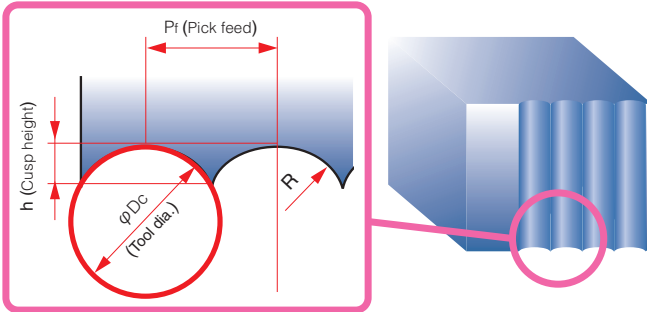 Pf (Pick feed)
h (Cusp height)
φDc
(Tool dia.)
R